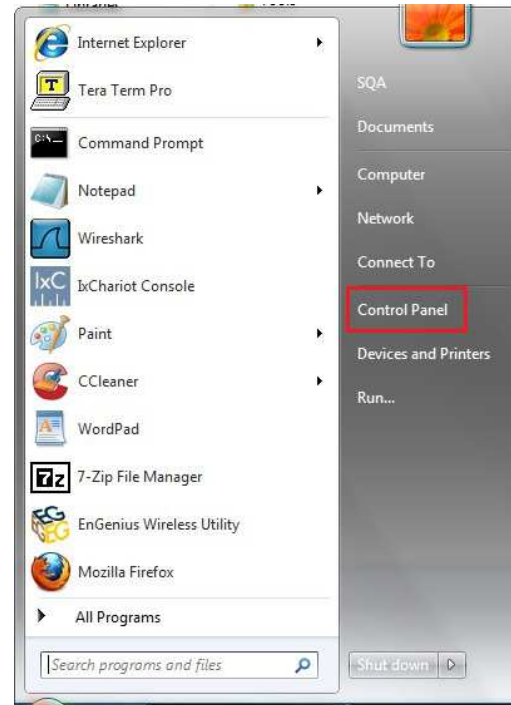 Internet Explorer
Tera Term Pro
Command Prompt
Notepad
Wireshark
IxC
IxChariot Console
Paint
CCleaner
WordPad
7z
7-Zip File Manager
EnGenius Wireless Utility
Mozilla Firefox
All Programs
Search programs and files
SQA
Documents
Computer
Network
Connect To
Control Panel
Devices and Printers
Run...
Shut down